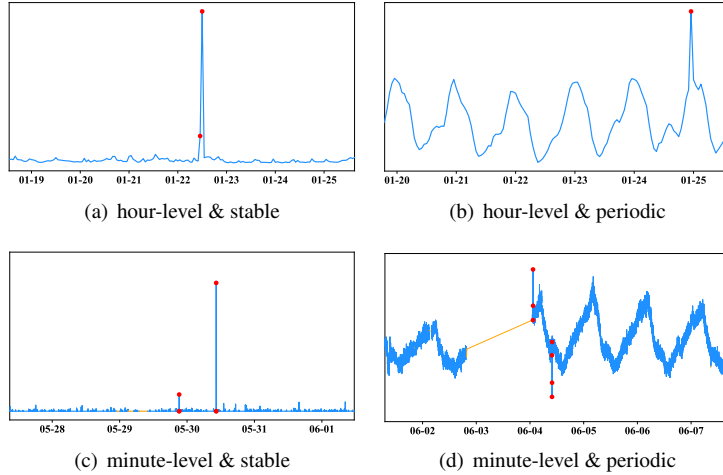 01-19 01-20 01-21 01-22 01-23 01-24 01-25
01-20 01-21 01-22 01-23 01-24 01-25
(a) hour-level & stable
(b) hour-level & periodic
05-28 05-29 05-30 05-31 06-01
06-02 06-03 06-04 06-05 06-06 06-07
(c) minute-level & stable
(d) minute-level & periodic